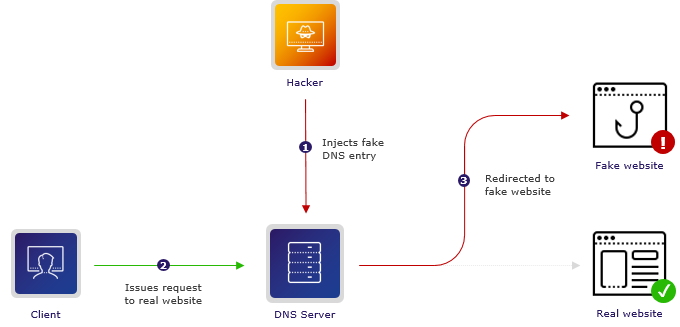 Hacker
1
Injects fake
DNS entry
3
Redirected to
fake website
!
Fake website
2
Issues request
to real website
Client
DNS Server
Real website